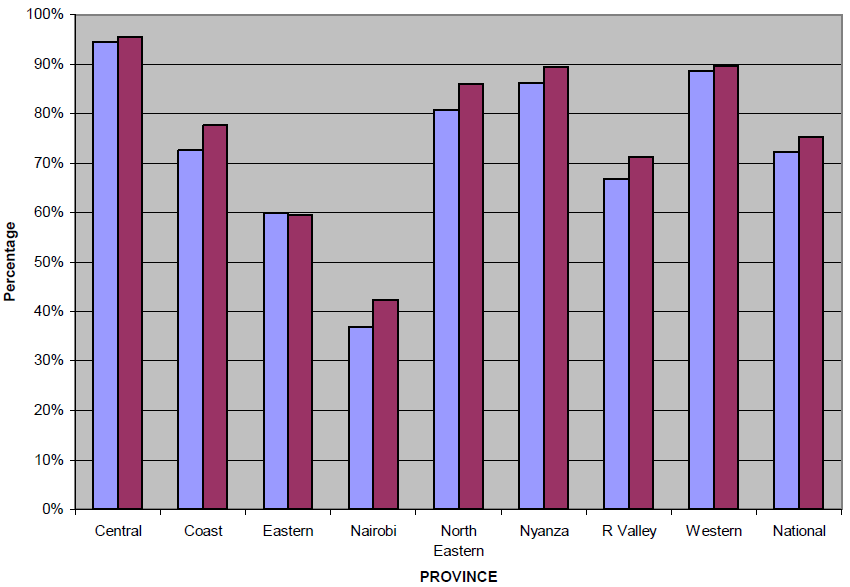 100%
90%
80%
70%
60%
50%
40%
30%
20%
10%
0%
Percentage
Central Coast Eastern Nairobi North Nyanza R Valley Western National
Eastern
PROVINCE